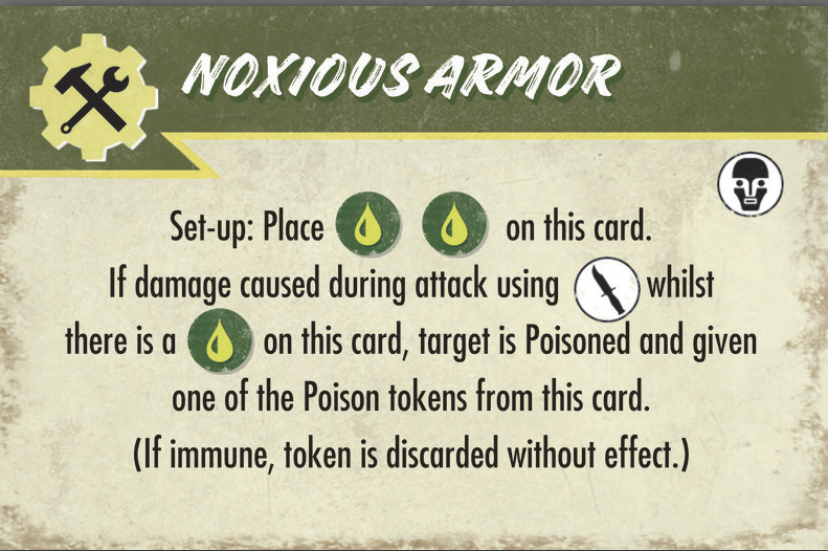 NOXIOUS ARMOR
Set-up: Place on this card.
If damage caused during attack using whilst
there is a on this card, target is Poisoned and given
one of the Poison tokens from this card.
(If immune, token is discarded without effect.)